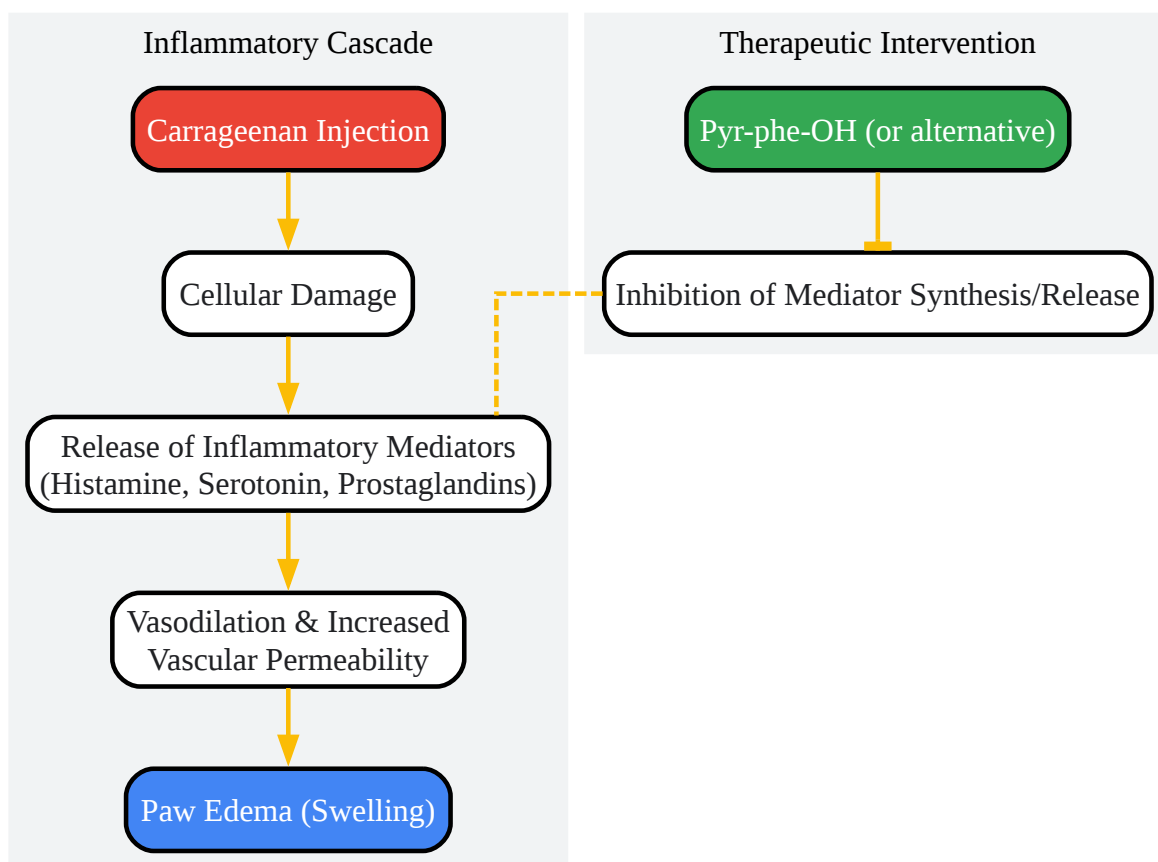 Inflammatory Cascade
Carrageenan Injection
Cellular Damage
Release of Inflammatory Mediators
(Histamine, Serotonin, Prostaglandins)
Vasodilation & Increased
Vascular Permeability
Paw Edema (Swelling)
Therapeutic Intervention
Pyr-phe-OH (or alternative)
Inhibition of Mediator Synthesis/Release